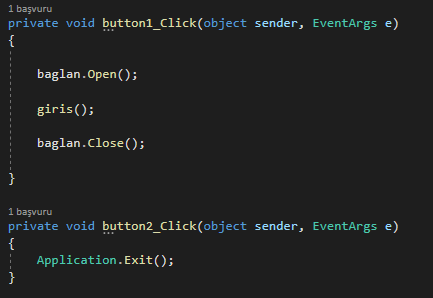 1 başvuru
private void button1_Click(object sender, EventArgs e)
{
baglan.Open();
giris();
baglan.Close();
}
1 başvuru
private void button2_Click(object sender, EventArgs e)
{
Application.Exit();
}